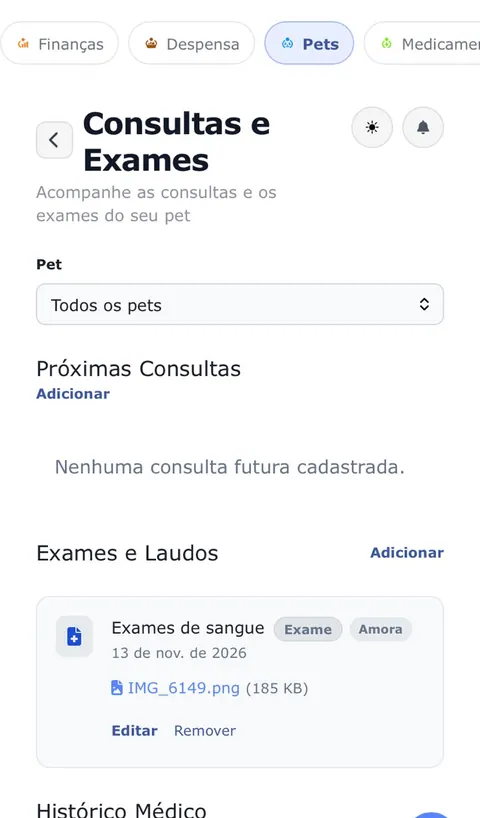 Finanças
Despensa
Pets
Medicamen
Consultas e
Exames
Acompanhe as consultas e os
exames do seu pet
Pet
Todos os pets
Próximas Consultas
Adicionar
Nenhuma consulta futura cadastrada.
Exames e Laudos
Adicionar
Exames de sangue Exame Amora
13 de nov. de 2026
IMG_6149.png (185 KB)
Editar Remover
Histórico Médico